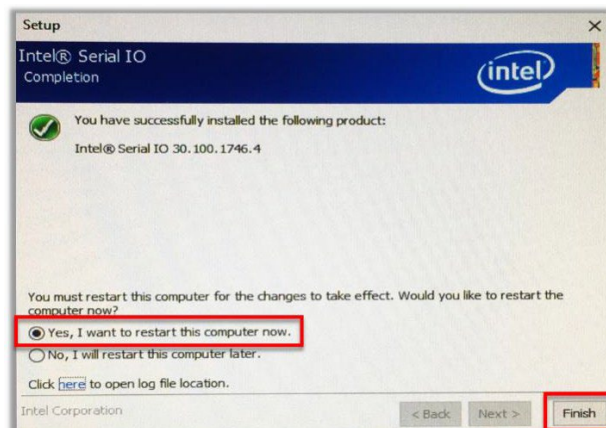 Setup
Intel® Serial IO
Completion
intel
You have successfully installed the following product:
Intel® Serial IO 30.100.1746.4
You must restart this computer for the changes to take effect. Would you like to restart the
computer now?
Yes, I want to restart this computer now.
No, I will restart this computer later.
Click here to open log file location.
Intel Corporation
< Back Next > Finish